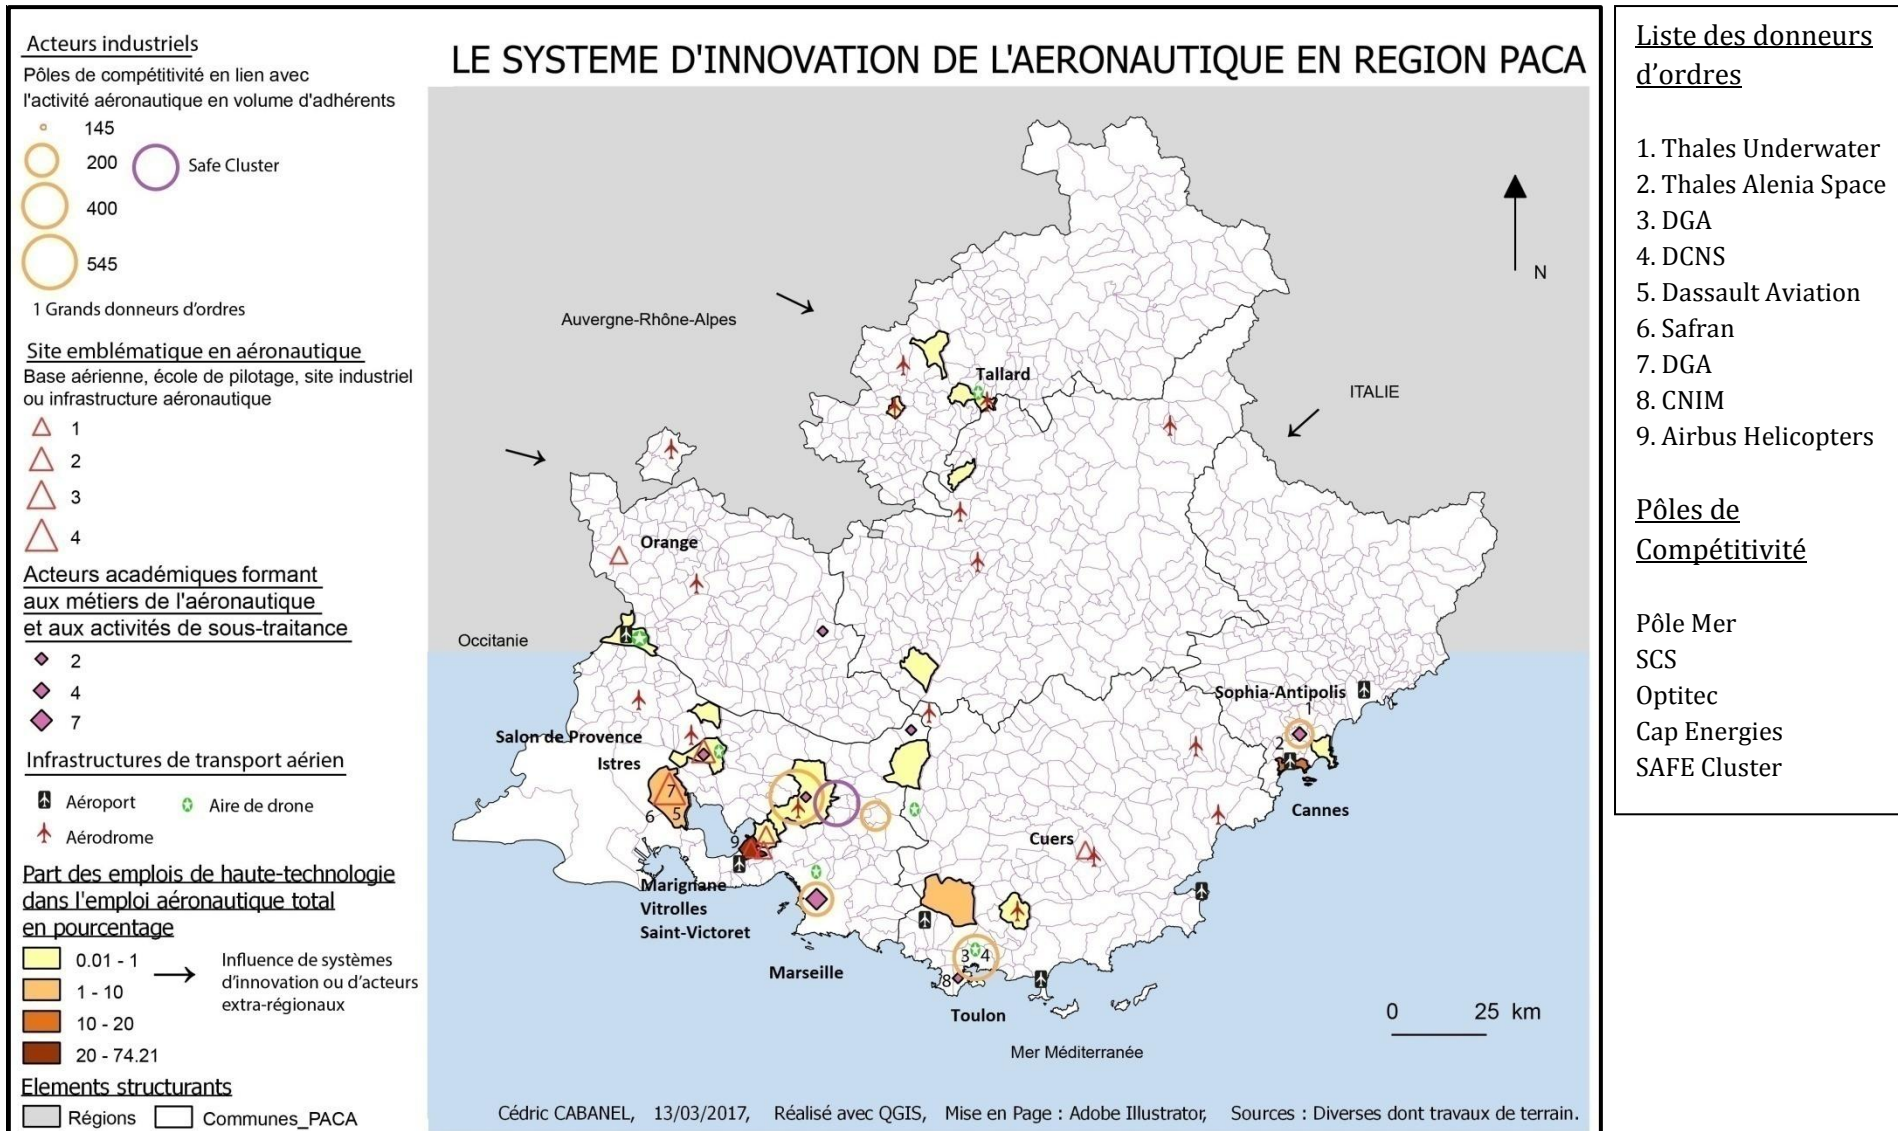 LE SYSTEME D'INNOVATION DE L'AERONAUTIQUE EN REGION PACA
Acteurs industriels
Pôles de compétitivité en lien avec
l'activité aéronautique en volume d'adhérents
145
200
Safe Cluster
400
545
1 Grands donneurs d'ordres
Site emblématique en aéronautique
Base aérienne, école de pilotage, site industriel
ou infrastructure aéronautique
1
2
3
4
Acteurs académiques formant
aux métiers de l'aéronautique
et aux activités de sous-traitance
2
4
7
Infrastructures de transport aérien
Aéroport
Aire de drone
Aérodrome
Part des emplois de haute-technologie
dans l'emploi aéronautique total
en pourcentage
0.01 - 1
1 - 10
10 - 20
20 - 74.21
Influence de systèmes
d'innovation ou d'acteurs
extra-régionaux
Elements structurants
Régions
Communes_PACA
N
Auvergne-Rhône-Alpes
Tallard
ITALIE
Orange
Occitanie
Sophia-Antipolis
1
2
Salon de Provence
Istres
7
6
5
9
Cannes
Cuers
Marignane
Vitrolles
Saint-Victoret
Marseille
3
4
8
Toulon
0 25 km
Mer Méditerranée
Cédric CABANEL, 13/03/2017, Réalisé avec QGIS, Mise en Page : Adobe Illustrator, Sources : Diverses dont travaux de terrain.
Liste des donneurs
d'ordres
1. Thales Underwater
2. Thales Alenia Space
3. DGA
4. DCNS
5. Dassault Aviation
6. Safran
7. DGA
8. CNIM
9. Airbus Helicopters
Pôles de
Compétitivité
Pôle Mer
SCS
Optitec
Cap Energies
SAFE Cluster